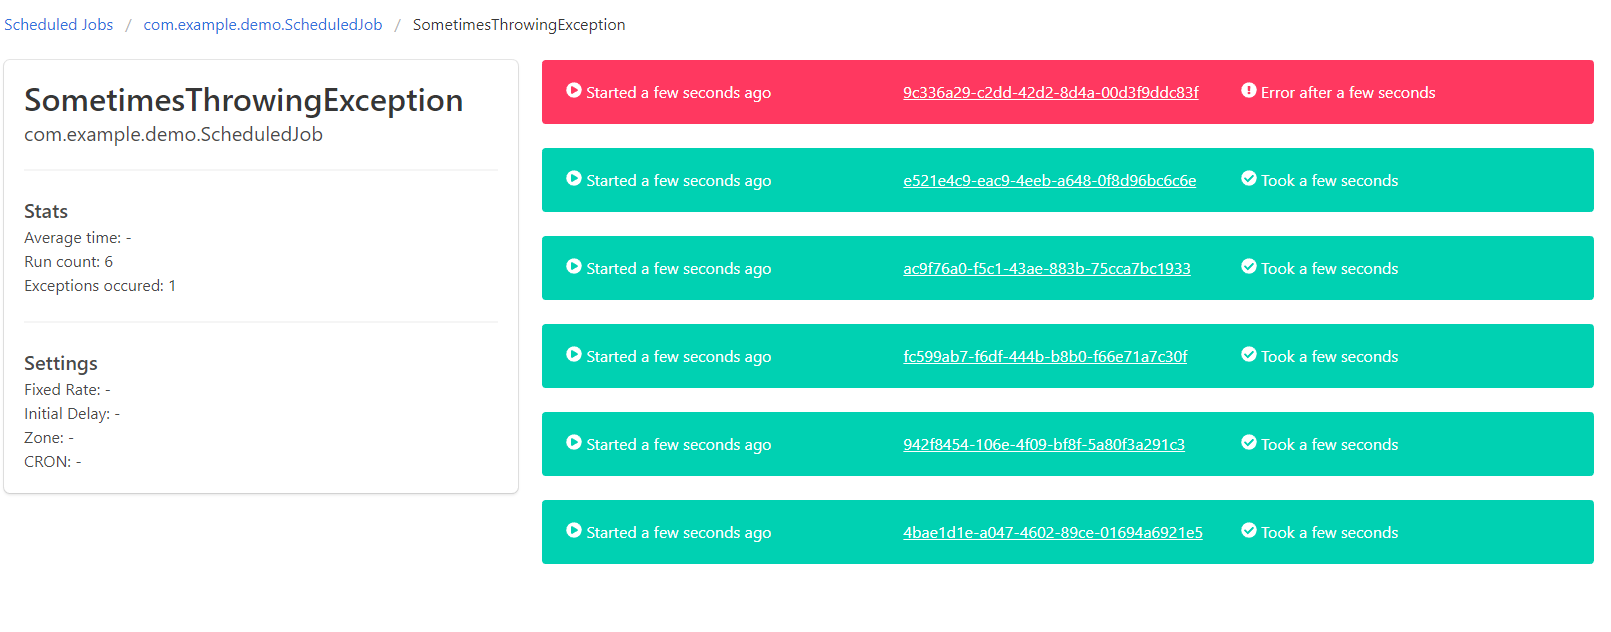 Scheduled Jobs / com.example.demo.ScheduledJob / SometimesThrowingException
SometimesThrowingException
com.example.demo.ScheduledJob
Stats
Average time: -
Run count: 6
Exceptions occured: 1
Settings
Fixed Rate: -
Initial Delay: -
Zone: -
CRON: -
Started a few seconds ago 9c336a29-c2dd-42d2-8d4a-00d3f9ddc83f Error after a few seconds
Started a few seconds ago e521e4c9-eac9-4eeb-a648-0f8d96bc6c6e Took a few seconds
Started a few seconds ago ac9f76a0-f5c1-43ae-883b-75cca7bc1933 Took a few seconds
Started a few seconds ago fc599ab7-f6df-444b-b8b0-f66e71a7c30f Took a few seconds
Started a few seconds ago 942f8454-106e-4f09-bf8f-5a80f3a291c3 Took a few seconds
Started a few seconds ago 4bae1d1e-a047-4602-89ce-01694a6921e5 Took a few seconds